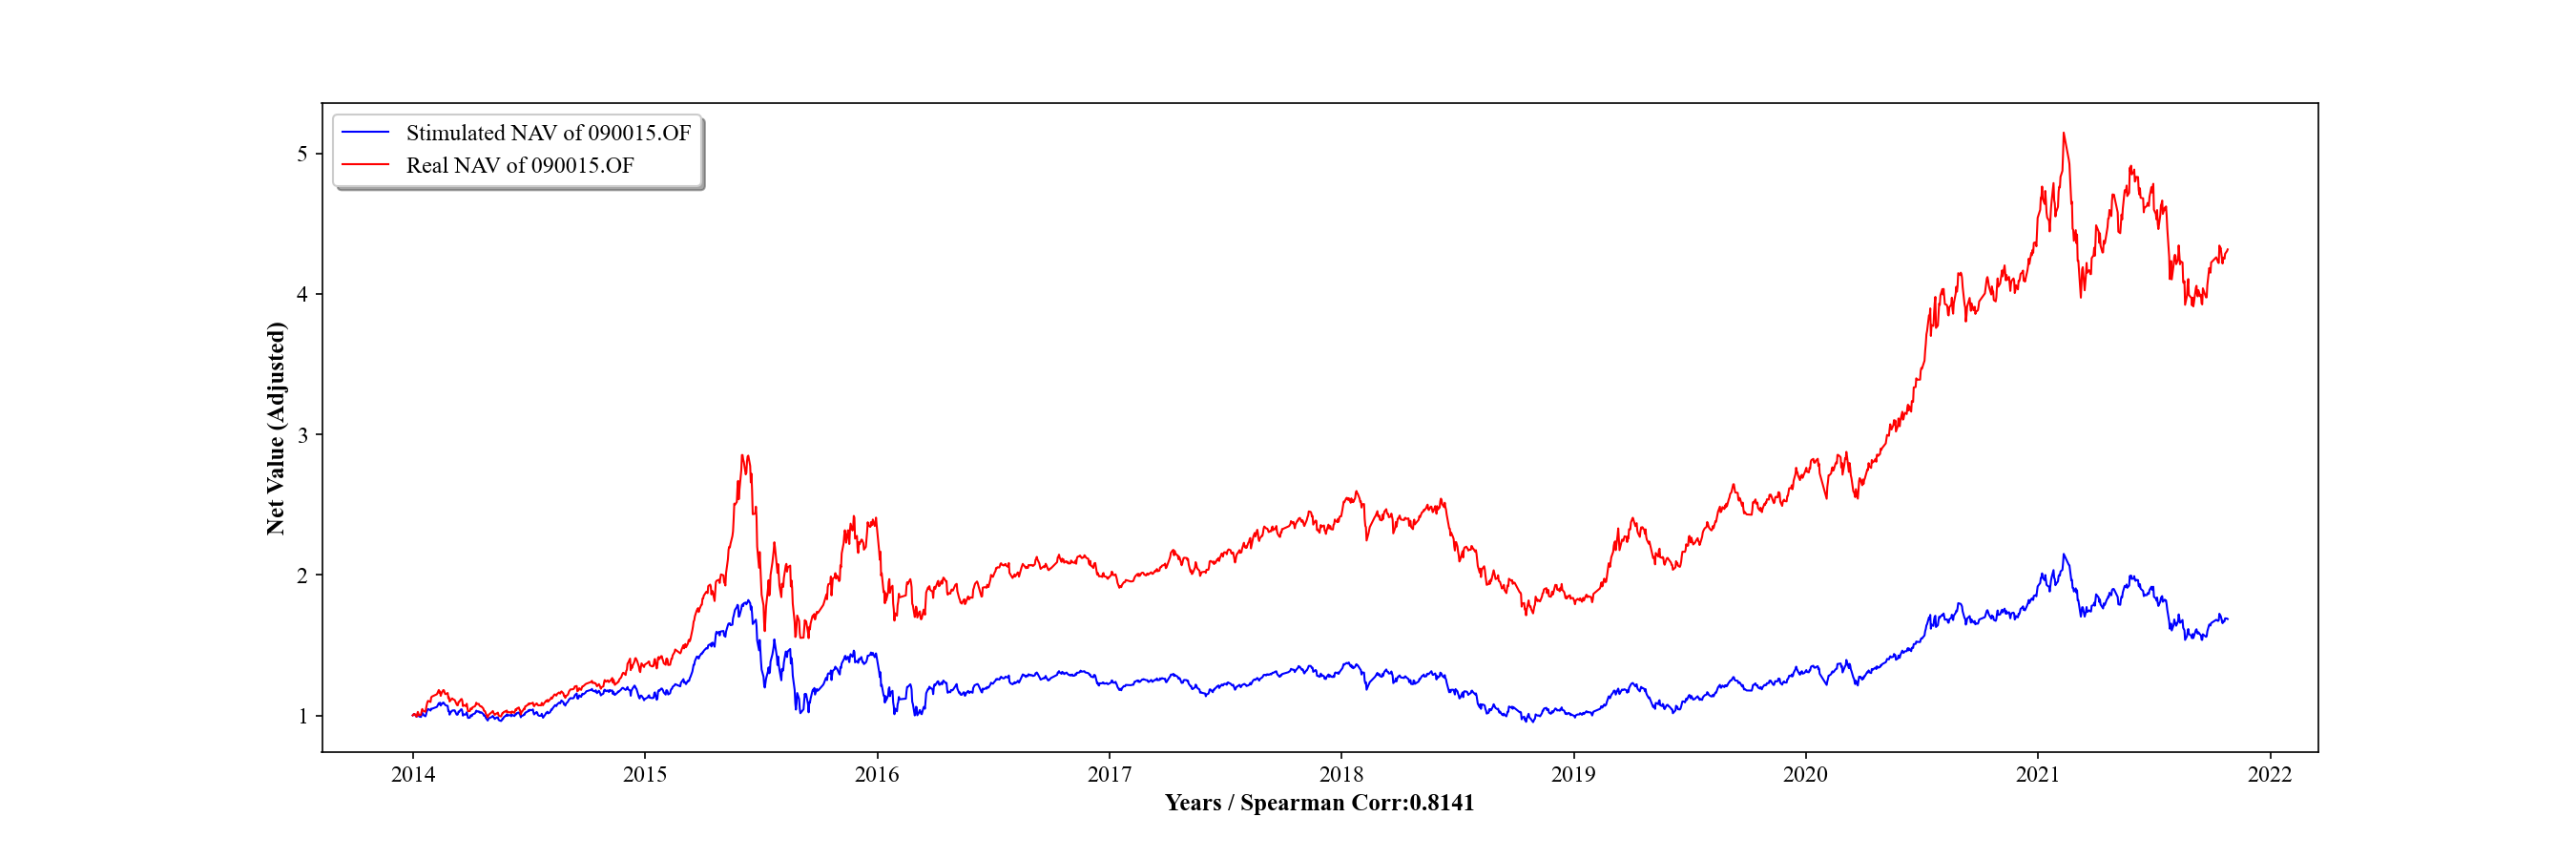 Stimulated NAV of 090015.OF
Real NAV of 090015.OF
Net Value (Adjusted)
5
4
3
2
1
2014 2015 2016 2017 2018 2019 2020 2021 2022
Years / Spearman Corr:0.8141